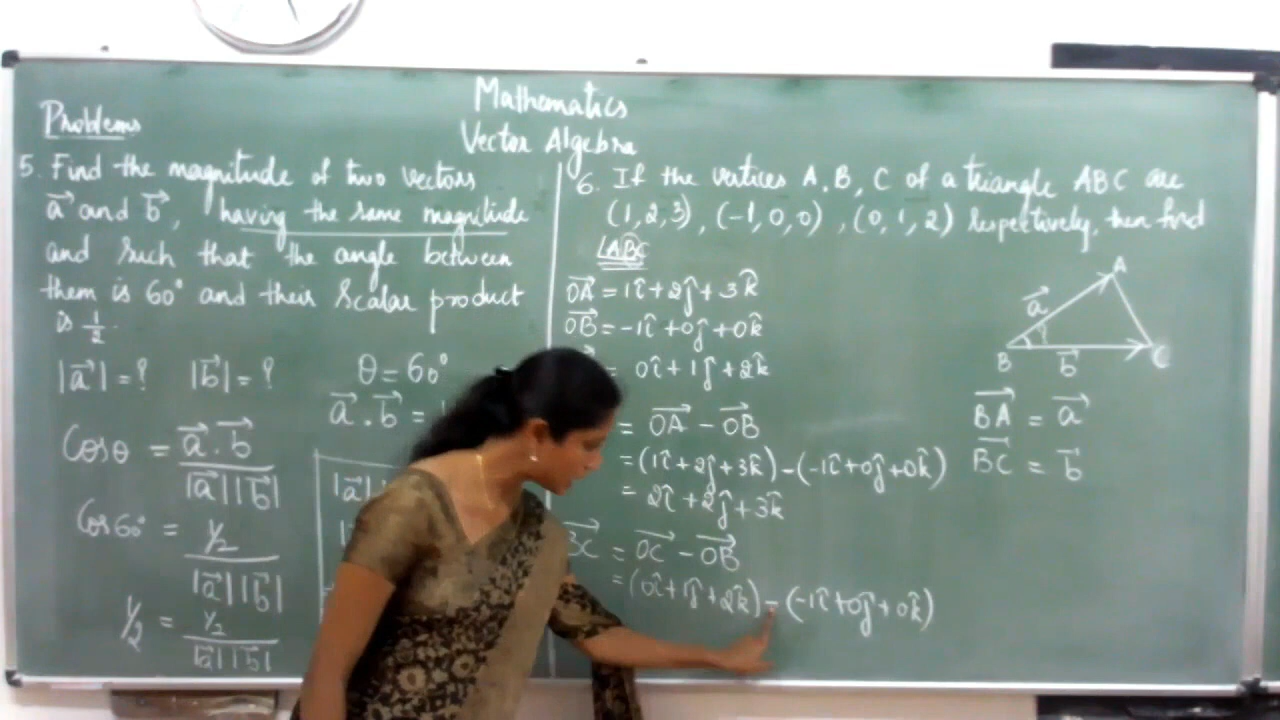 Mathematics
Vector Algebra
Problems
5. Find the magnitude of two vectors
a⃗ and b⃗, having the same magnitude
and such that the angle between
them is 60° and their scalar product
is 1/2.
|a⃗| = ? |b⃗| = ? θ = 60°
a⃗ . b⃗ =
Cosθ = a⃗ . b⃗ / |a⃗| |b⃗|
|a⃗|
Cos 60° = 1/2 / |a⃗| |b⃗|
1/2 = 1/2 / |a⃗| |b⃗|
6. If the vertices A, B, C of a triangle ABC are
(1, 2, 3), (-1, 0, 0), (0, 1, 2) respectively, then find
∠ABC
OA⃗ = 1î + 2ĵ + 3k̂
OB⃗ = -1î + 0ĵ + 0k̂
= 0î + 1ĵ + 2k̂
= OA⃗ - OB⃗
= (1î + 2ĵ + 3k̂) - (-1î + 0ĵ + 0k̂)
= 2î + 2ĵ + 3k̂
BC⃗ = OC⃗ - OB⃗
= (0î + 1ĵ + 2k̂) - (-1î + 0ĵ + 0k̂)
A
a⃗
B
b⃗
C
BA⃗ = a⃗
BC⃗ = b⃗